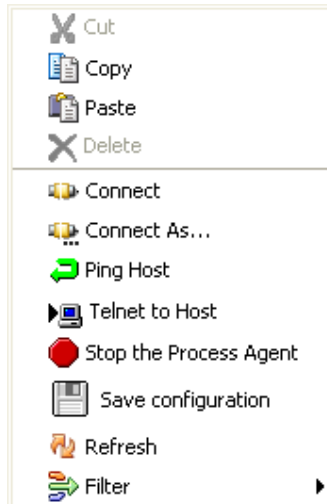 Cut
Copy
Paste
Delete
Connect
Connect As...
Ping Host
Telnet to Host
Stop the Process Agent
Save configuration
Refresh
Filter